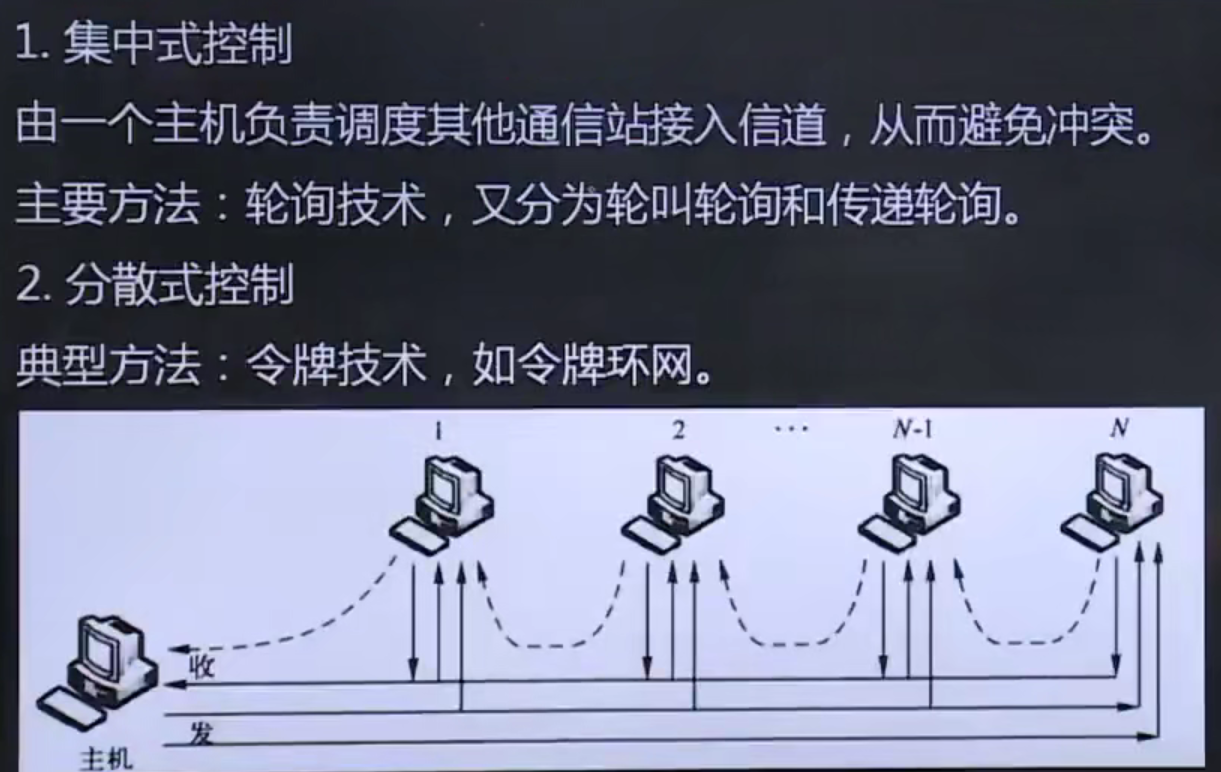 1. 集中式控制
由一个主机负责调度其他通信站接入信道，从而避免冲突。
主要方法：轮询技术，又分为轮叫轮询和传递轮询。
2. 分散式控制
典型方法：令牌技术，如令牌环网。
1 2 ··· N-1 N
收
发
主机